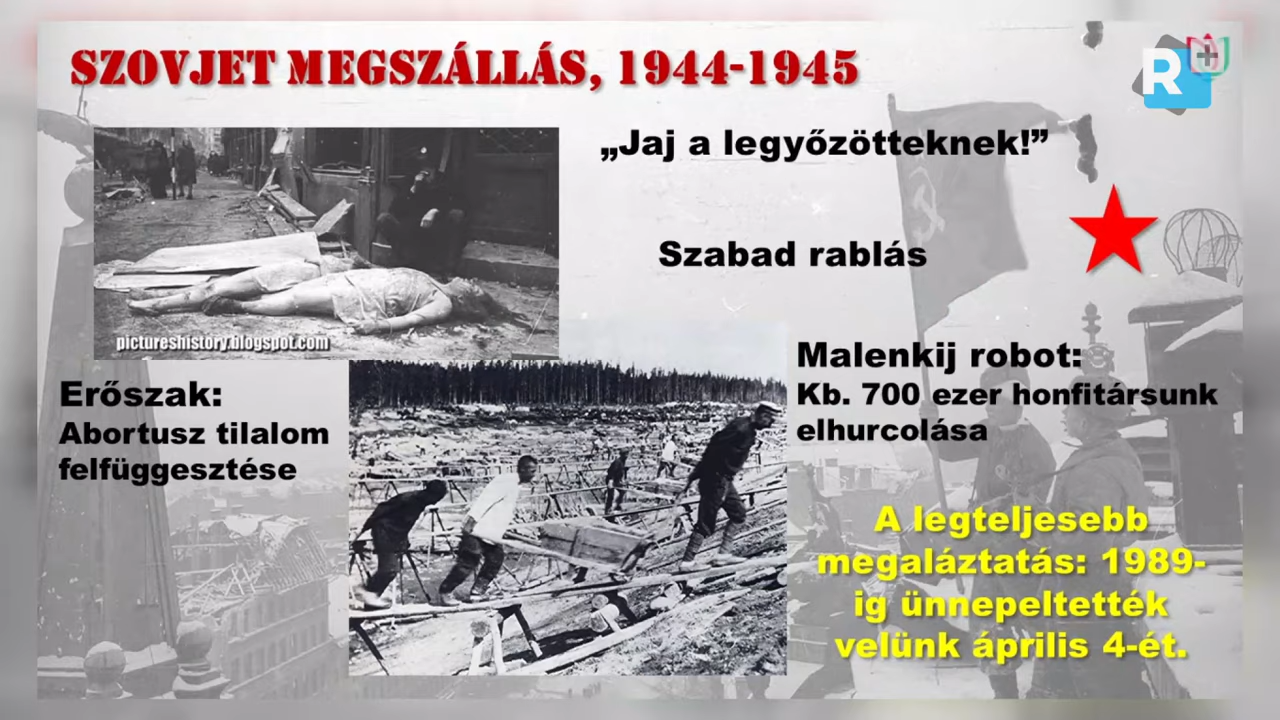 SZOVJET MEGSZÁLLÁS, 1944-1945
R
+
„Jaj a legyőzötteknek!”
Szabad rablás
pictureshistory.blogspot.com
Malenkij robot:
Kb. 700 ezer honfitársunk
elhurcolása
Erőszak:
Abortusz tilalom
felfüggesztése
A legteljesebb
megaláztatás: 1989-
ig ünnepeltették
velünk április 4-ét.